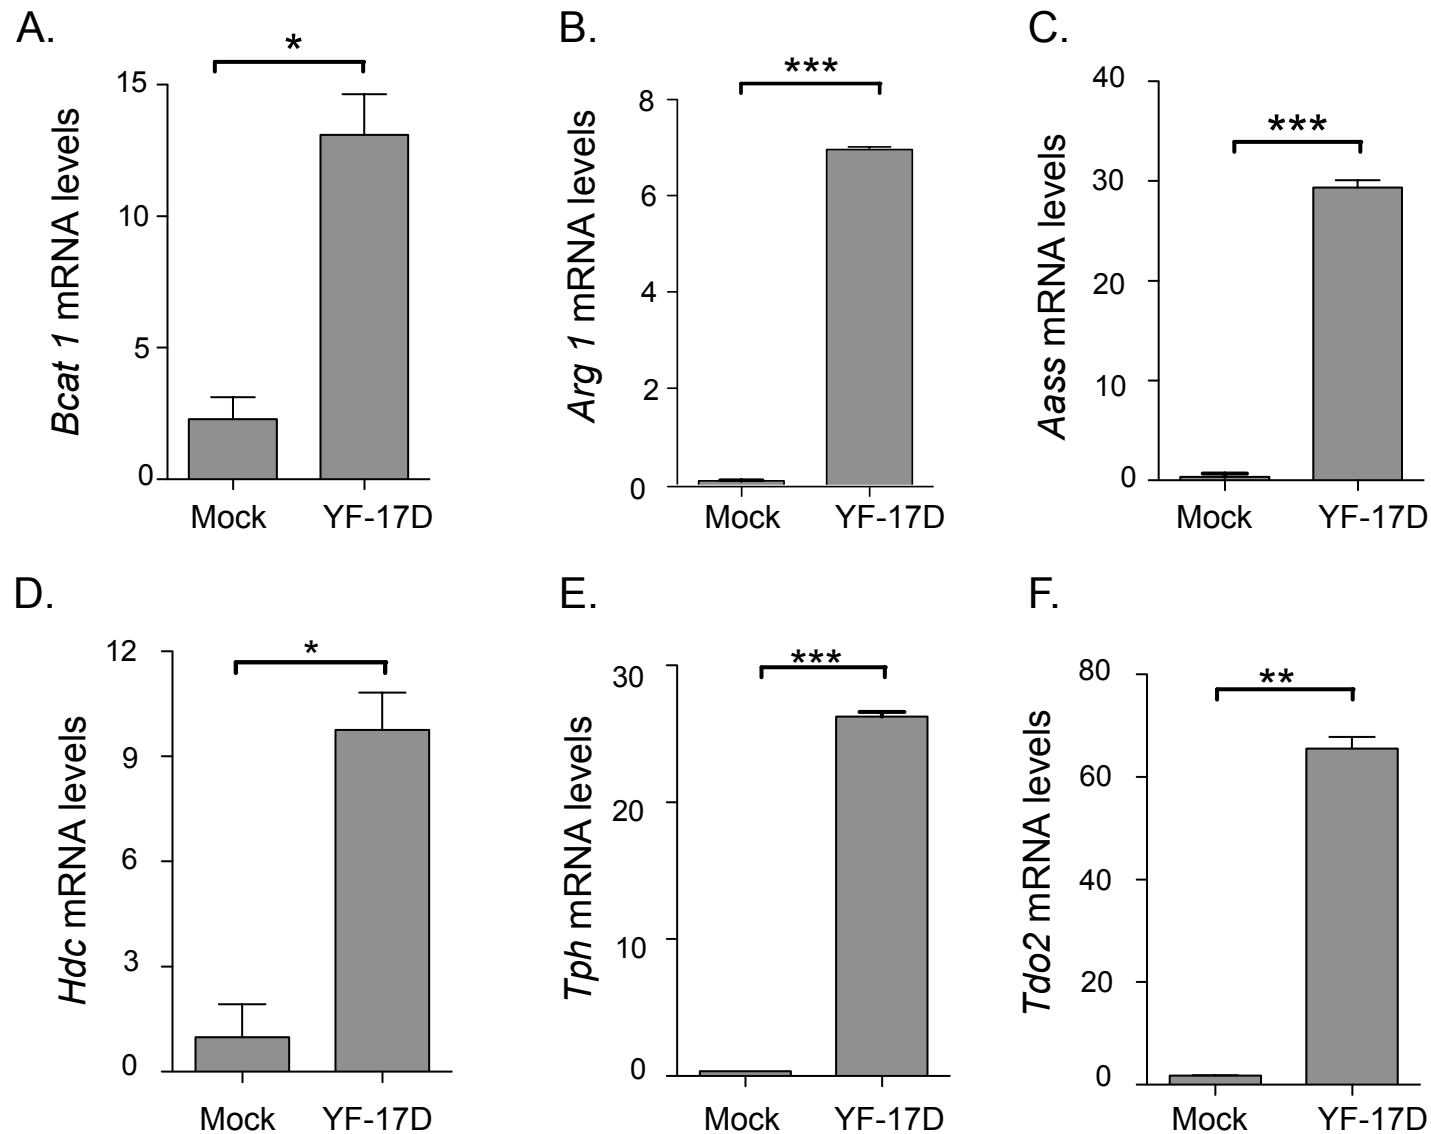 A.
*
Bcat 1 mRNA levels
15
10
5
0
Mock YF-17D
B.
***
Arg 1 mRNA levels
8
6
4
2
0
Mock YF-17D
C.
***
Aass mRNA levels
40
30
20
10
0
Mock YF-17D
D.
*
Hdc mRNA levels
12
9
6
3
0
Mock YF-17D
E.
***
Tph mRNA levels
30
20
10
0
Mock YF-17D
F.
**
Tdo2 mRNA levels
80
60
40
20
0
Mock YF-17D